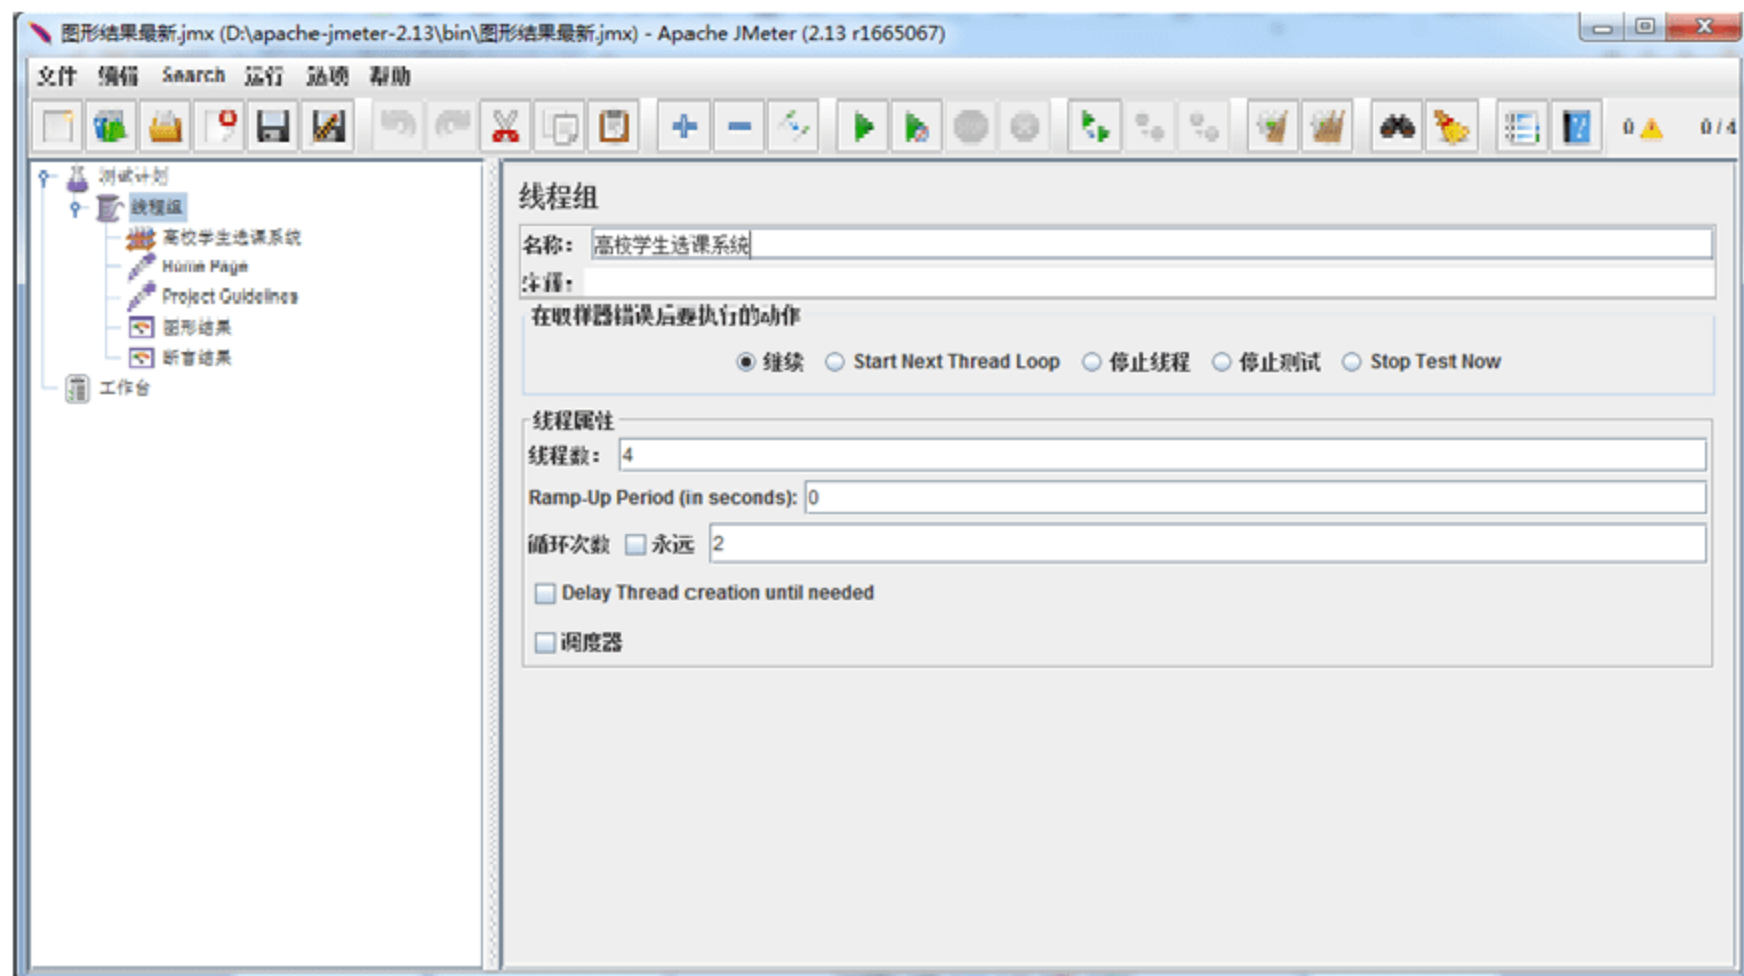 图形结果最新.jmx (D:\apache-jmeter-2.13\bin\图形结果最新.jmx) - Apache JMeter (2.13 r1665067)
文件 编辑 Search 运行 选项 帮助
0 0/4
测试计划
线程组
高校学生选课系统
Home Page
Project Guidelines
图形结果
断言结果
工作台
线程组
名称： 高校学生选课系统
注释：
在取样器错误后要执行的动作
继续 Start Next Thread Loop 停止线程 停止测试 Stop Test Now
线程属性
线程数： 4
Ramp-Up Period (in seconds): 0
循环次数 永远 2
Delay Thread creation until needed
调度器